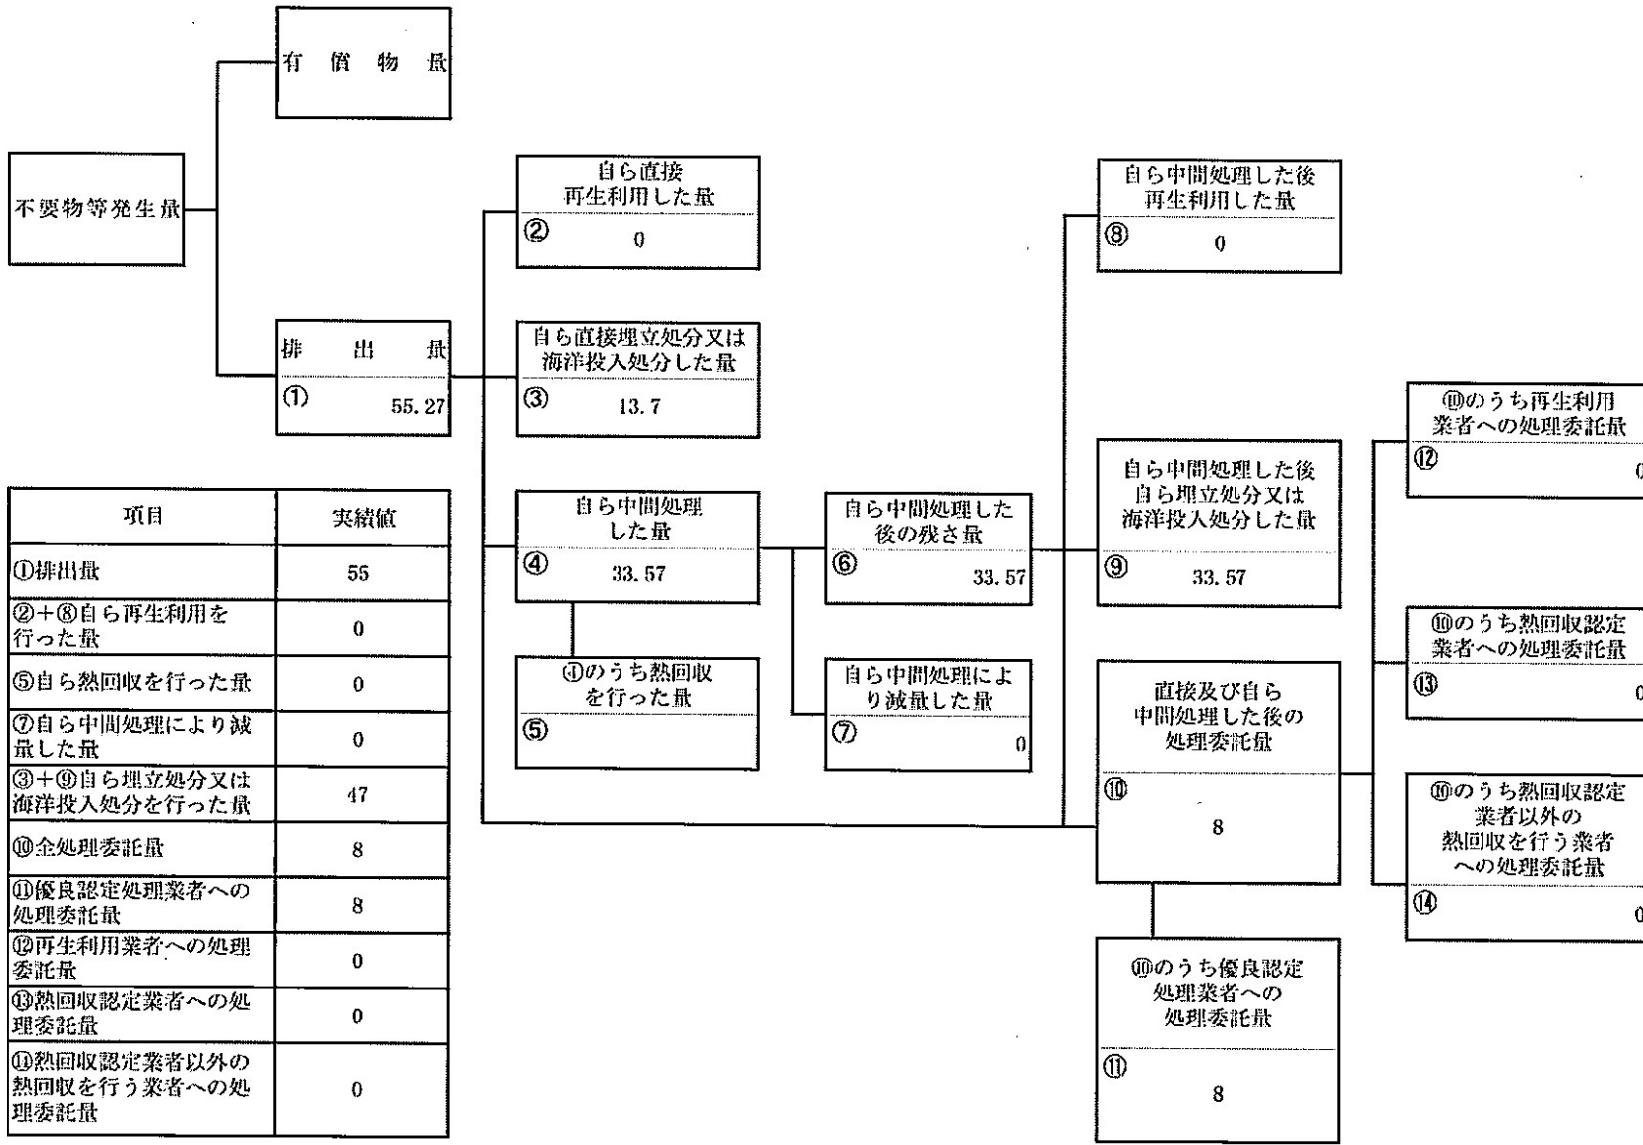 有償物量
不要物等発生量
排出量
①
55.27
自ら直接
再生利用した量
②
0
自ら直接埋立処分又は
海洋投入処分した量
③
13.7
自ら中間処理
した量
④
33.57
④のうち熱回収
を行った量
⑤
自ら中間処理した
後の残さ量
⑥
33.57
自ら中間処理によ
り減量した量
⑦
0
自ら中間処理した後
再生利用した量
⑧
0
自ら中間処理した後
自ら埋立処分又は
海洋投入処分した量
⑨
33.57
直接及び自ら
中間処理した後の
処理委託量
⑩
8
⑩のうち優良認定
処理業者への
処理委託量
⑪
8
⑩のうち再生利用
業者への処理委託量
⑫
0
⑩のうち熱回収認定
業者への処理委託量
⑬
0
⑩のうち熱回収認定
業者以外の
熱回収を行う業者
への処理委託量
⑭
0
項目 実績値
①排出量 55
②+⑧自ら再生利用を
行った量 0
⑤自ら熱回収を行った量 0
⑦自ら中間処理により減
量した量 0
③+⑨自ら埋立処分又は
海洋投入処分を行った量 47
⑩全処理委託量 8
⑪優良認定処理業者への
処理委託量 8
⑫再生利用業者への処理
委託量 0
⑬熱回収認定業者への処
理委託量 0
⑭熱回収認定業者以外の
熱回収を行う業者への処
理委託量 0